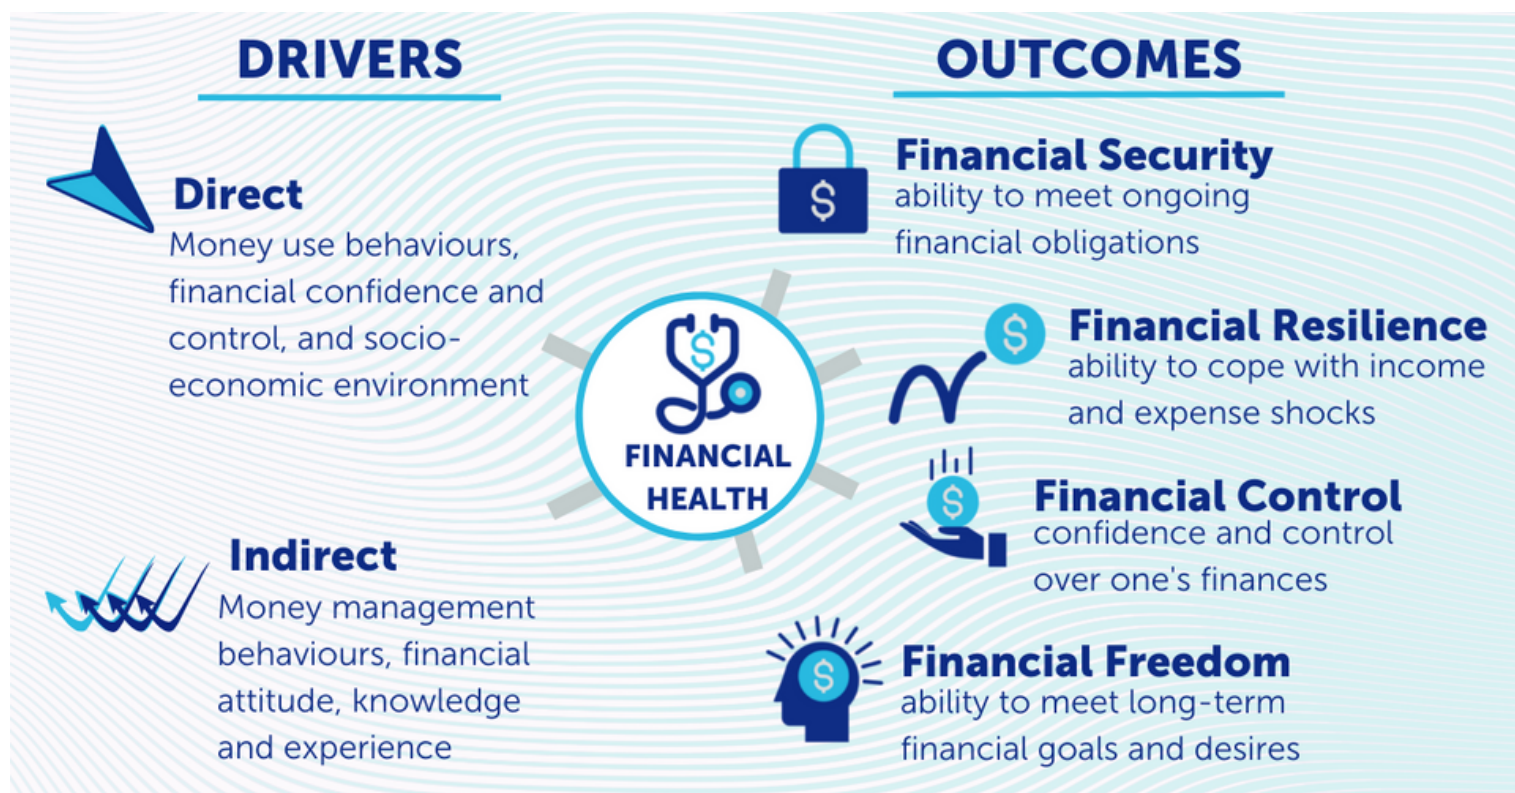 DRIVERS
Direct
Money use behaviours,
financial confidence and
control, and socio-
economic environment
Indirect
Money management
behaviours, financial
attitude, knowledge
and experience
$
FINANCIAL
HEALTH
OUTCOMES
$
Financial Security
ability to meet ongoing
financial obligations
$
Financial Resilience
ability to cope with income
and expense shocks
$
Financial Control
confidence and control
over one's finances
$
Financial Freedom
ability to meet long-term
financial goals and desires